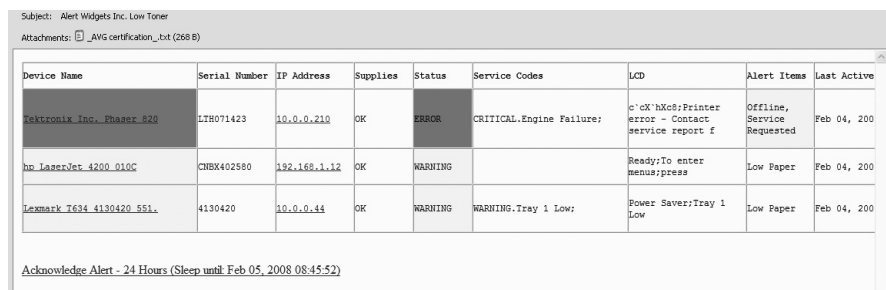 Subject: Alert Widgets Inc. Low Toner
Attachments: _AVG certification_.txt (268 B)
Device Name Serial Number IP Address Supplies Status Service Codes LCD Alert Items Last Active
Tektronix Inc. Phaser 820 LTH071423 10.0.0.210 OK ERROR CRITICAL.Engine Failure; c`cX`hXc8;Printer error - Contact service report f Offline, Service Requested Feb 04, 200
hp LaserJet 4200 010C CNBX402580 192.168.1.12 OK WARNING Ready;To enter menus;press Low Paper Feb 04, 200
Lexmark T634 4130420 551. 4130420 10.0.0.44 OK WARNING WARNING.Tray 1 Low; Power Saver;Tray 1 Low Low Paper Feb 04, 200
Acknowledge Alert - 24 Hours (Sleep until: Feb 05, 2008 08:45:52)